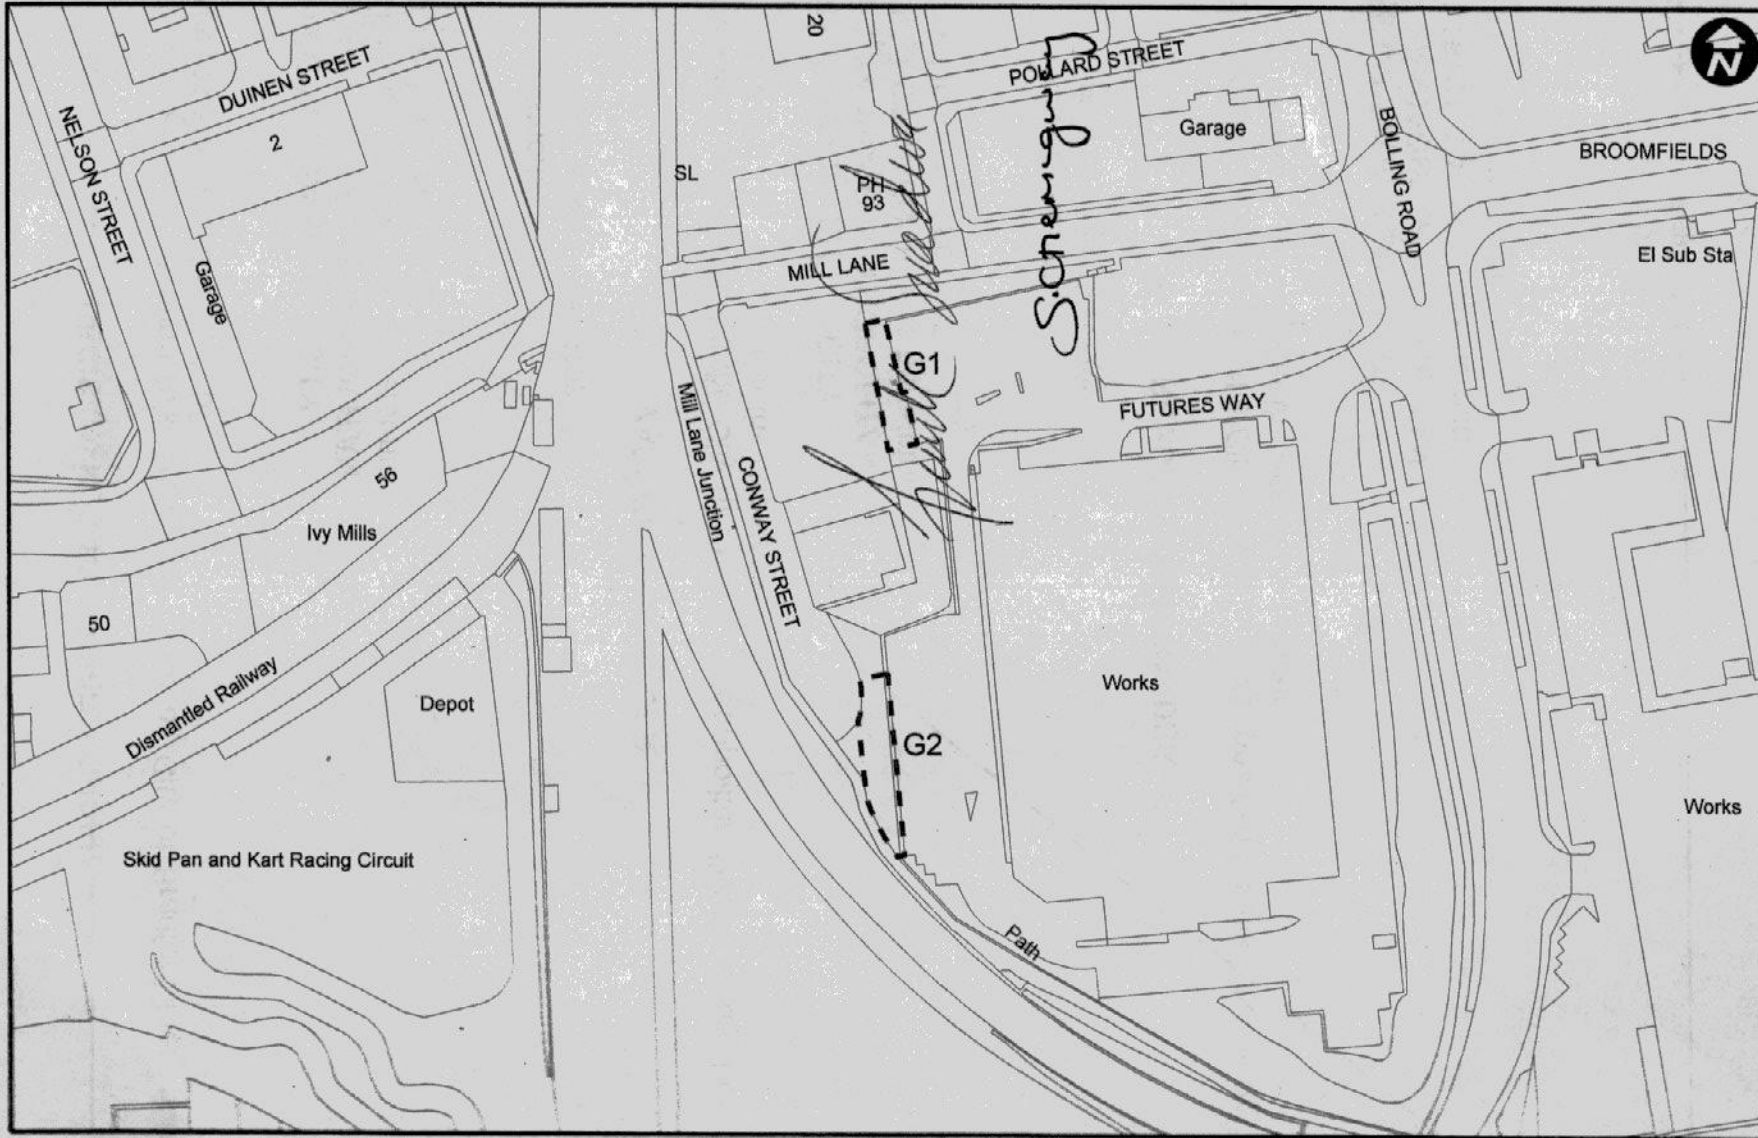 20
N
DUINEN STREET
POLLARD STREET
2
NELSON STREET
Garage
BOLLING ROAD
BROOMFIELDS
SL
PH
93
MILL LANE
El Sub Sta
Garage
G1
FUTURES WAY
Mill Lane Junction
CONWAY STREET
56
Ivy Mills
50
Works
Dismantled Railway
Depot
G2
Works
Skid Pan and Kart Racing Circuit
Path